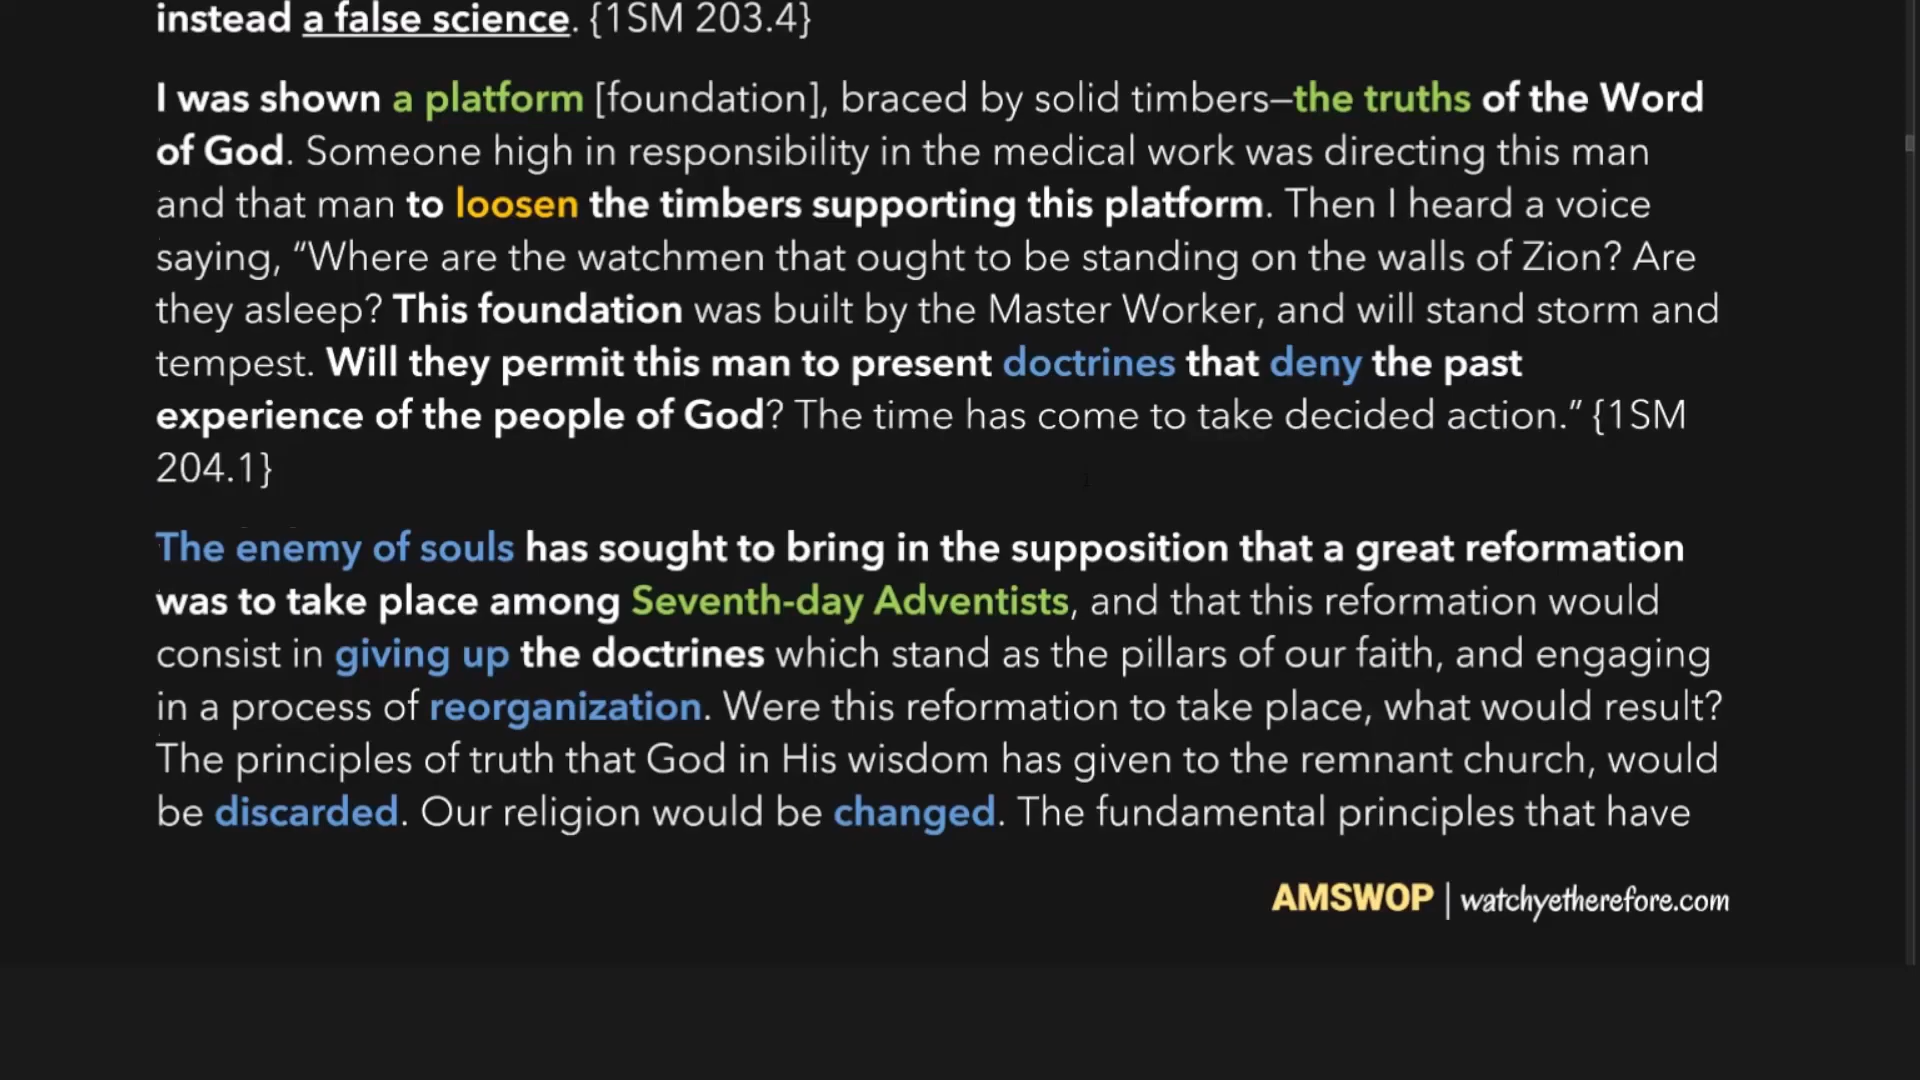 instead a false science. {1SM 203.4}
I was shown a platform [foundation], braced by solid timbers—the truths of the Word
of God. Someone high in responsibility in the medical work was directing this man
and that man to loosen the timbers supporting this platform. Then I heard a voice
saying, “Where are the watchmen that ought to be standing on the walls of Zion? Are
they asleep? This foundation was built by the Master Worker, and will stand storm and
tempest. Will they permit this man to present doctrines that deny the past
experience of the people of God? The time has come to take decided action.” {1SM
204.1}
The enemy of souls has sought to bring in the supposition that a great reformation
was to take place among Seventh-day Adventists, and that this reformation would
consist in giving up the doctrines which stand as the pillars of our faith, and engaging
in a process of reorganization. Were this reformation to take place, what would result?
The principles of truth that God in His wisdom has given to the remnant church, would
be discarded. Our religion would be changed. The fundamental principles that have
AMSWOP | watchyetherefore.com